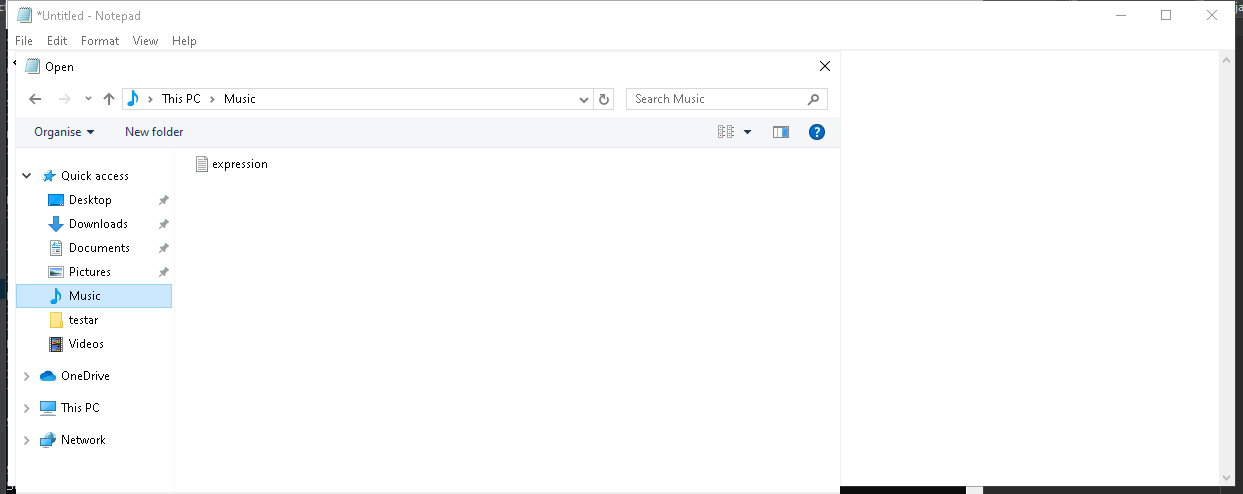 *Untitled - Notepad
File Edit Format View Help
Open
This PC Music
Search Music
Organise New folder
?
expression
Quick access
Desktop
Downloads
Documents
Pictures
Music
testar
Videos
OneDrive
This PC
Network